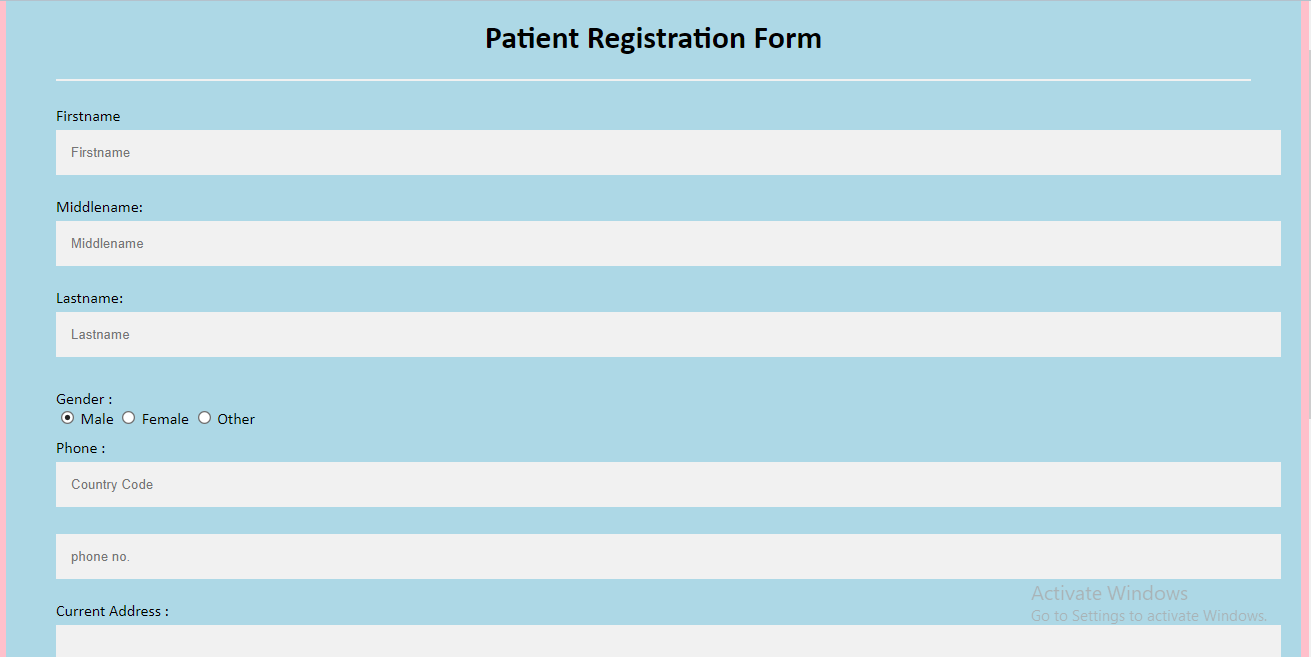 Patient Registration Form
Firstname
Firstname
Middlename:
Middlename
Lastname:
Lastname
Gender :
Male Female Other
Phone :
Country Code
phone no.
Activate Windows
Current Address :
Go to Settings to activate Windows.